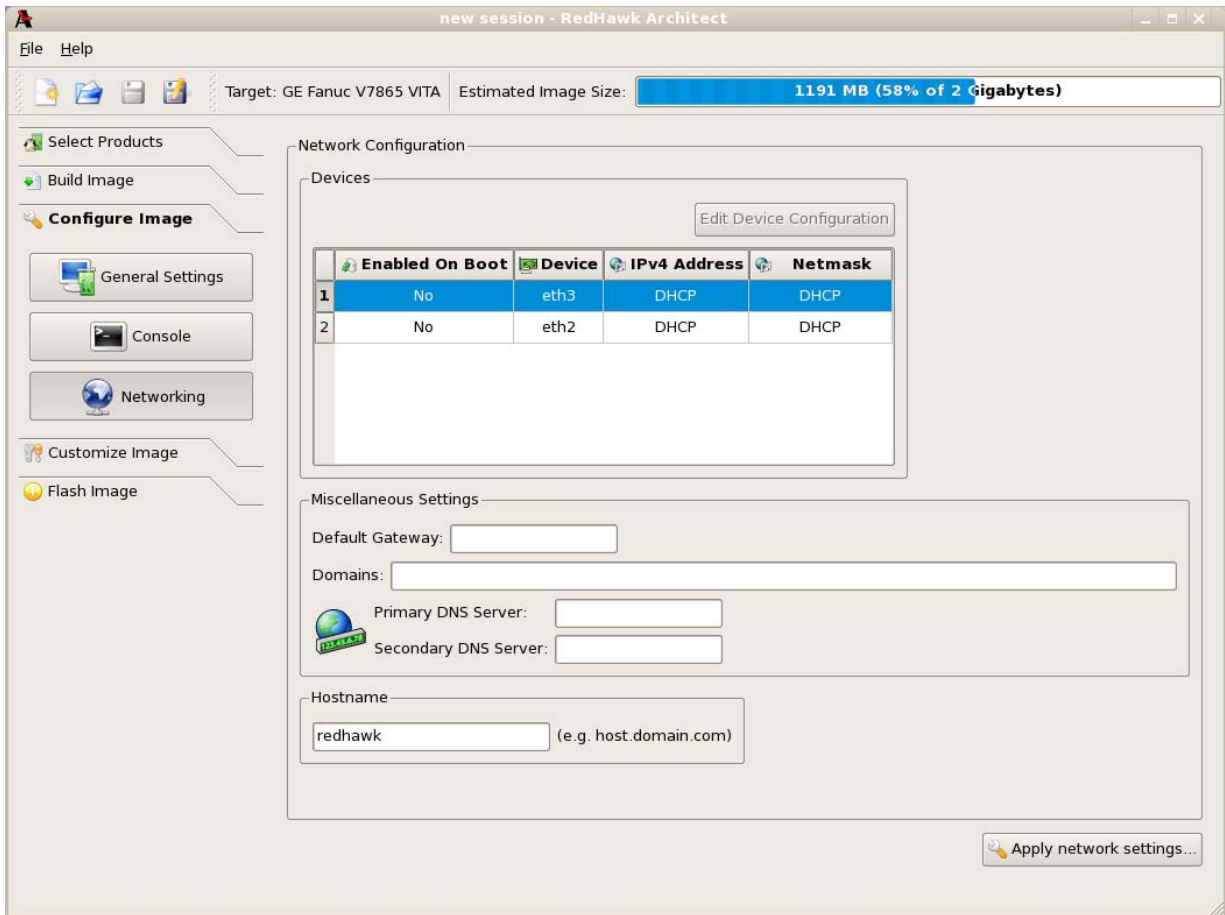 new session - RedHawk Architect
File Help
Target: GE Fanuc V7865 VITA Estimated Image Size: 1191 MB (58% of 2 Gigabytes)
Select Products
Build Image
Configure Image
General Settings
Console
Networking
Customize Image
Flash Image
Network Configuration
Devices
Edit Device Configuration
Enabled On Boot Device IPv4 Address Netmask
1 No eth3 DHCP DHCP
2 No eth2 DHCP DHCP
Miscellaneous Settings
Default Gateway:
Domains:
123.45.6.78
Primary DNS Server:
Secondary DNS Server:
Hostname
redhawk (e.g. host.domain.com)
Apply network settings...